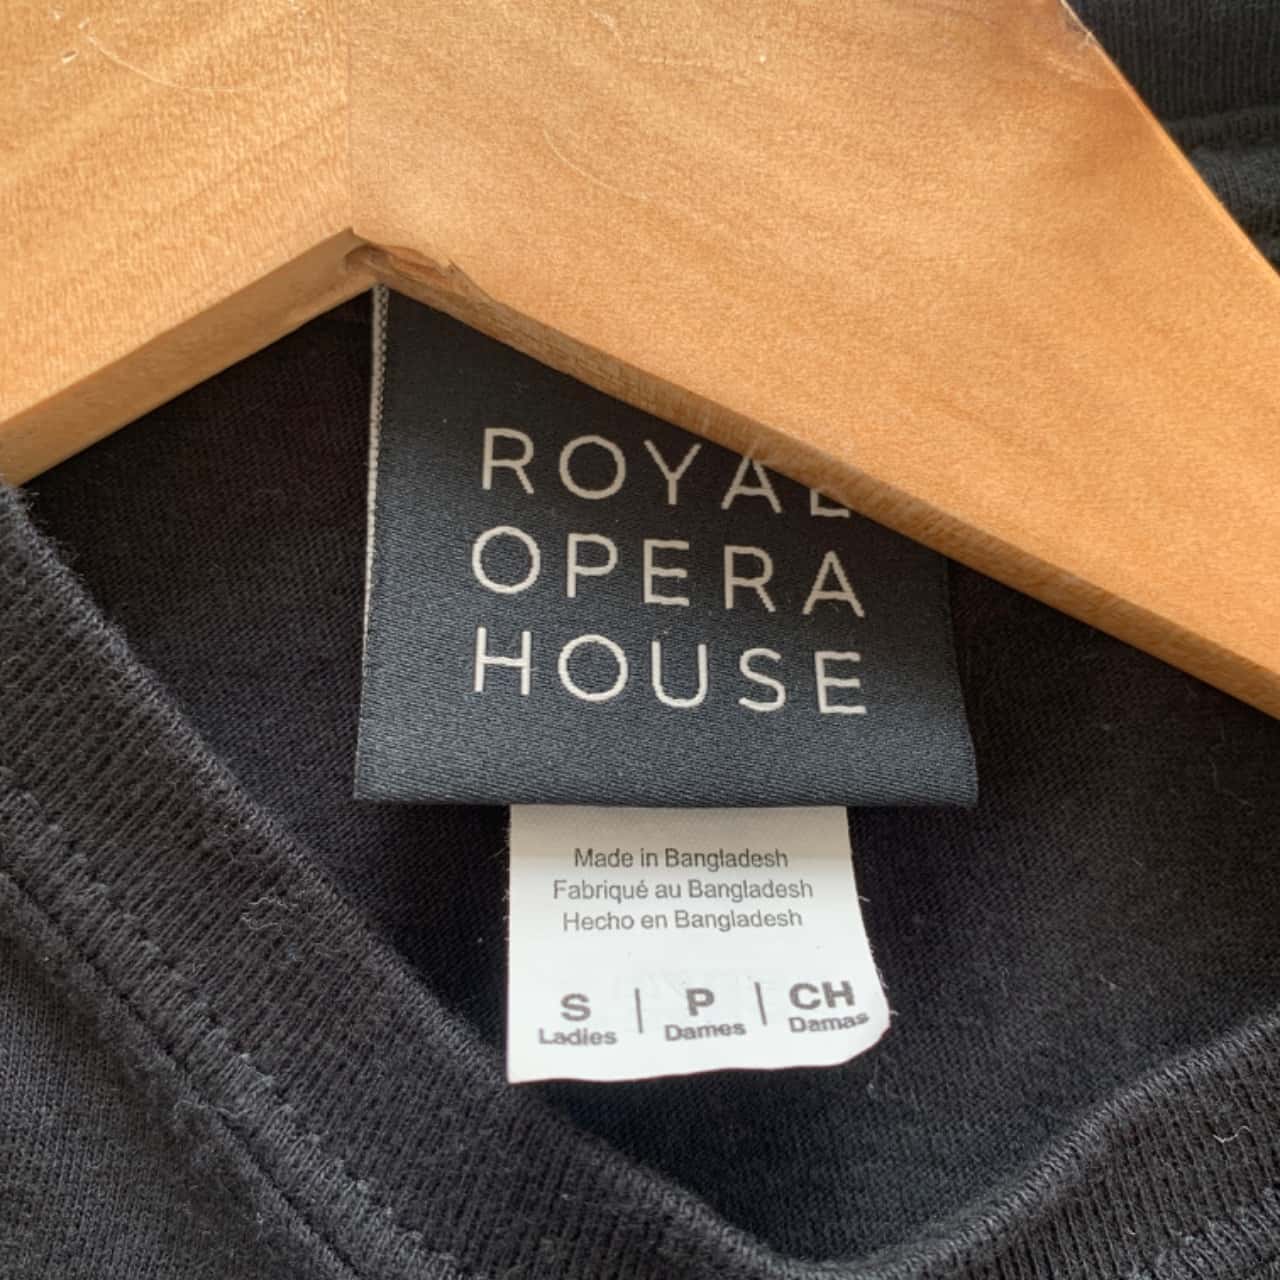 ROYAL
OPERA
HOUSE
Made in Bangladesh
Fabriqué au Bangladesh
Hecho en Bangladesh
S | P | CH
Ladies Dames Damas